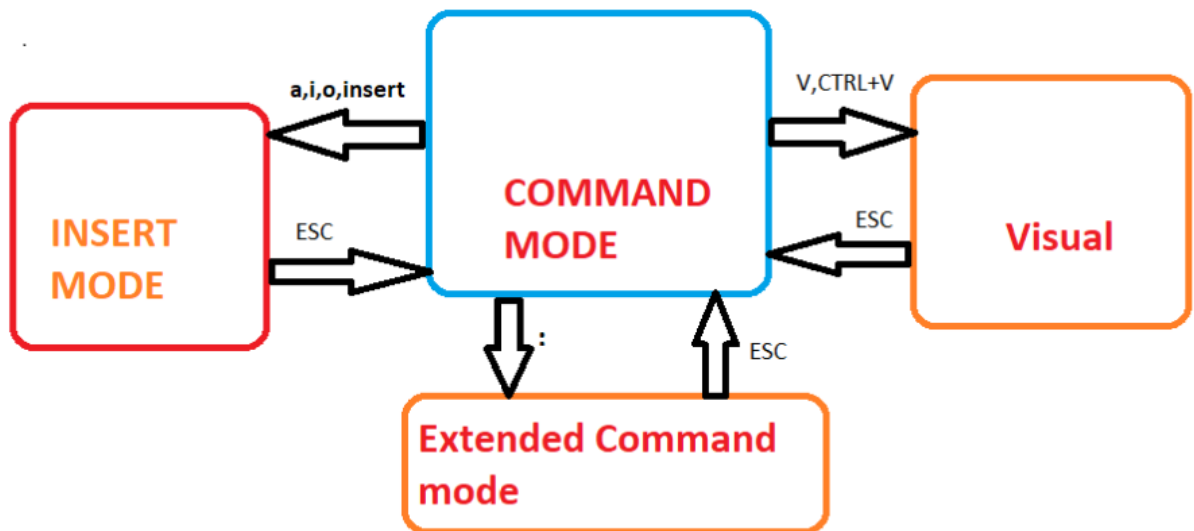 a,i,o,insert
V,CTRL+V
COMMAND
MODE
INSERT
MODE
ESC
ESC
Visual
:
ESC
Extended Command
mode